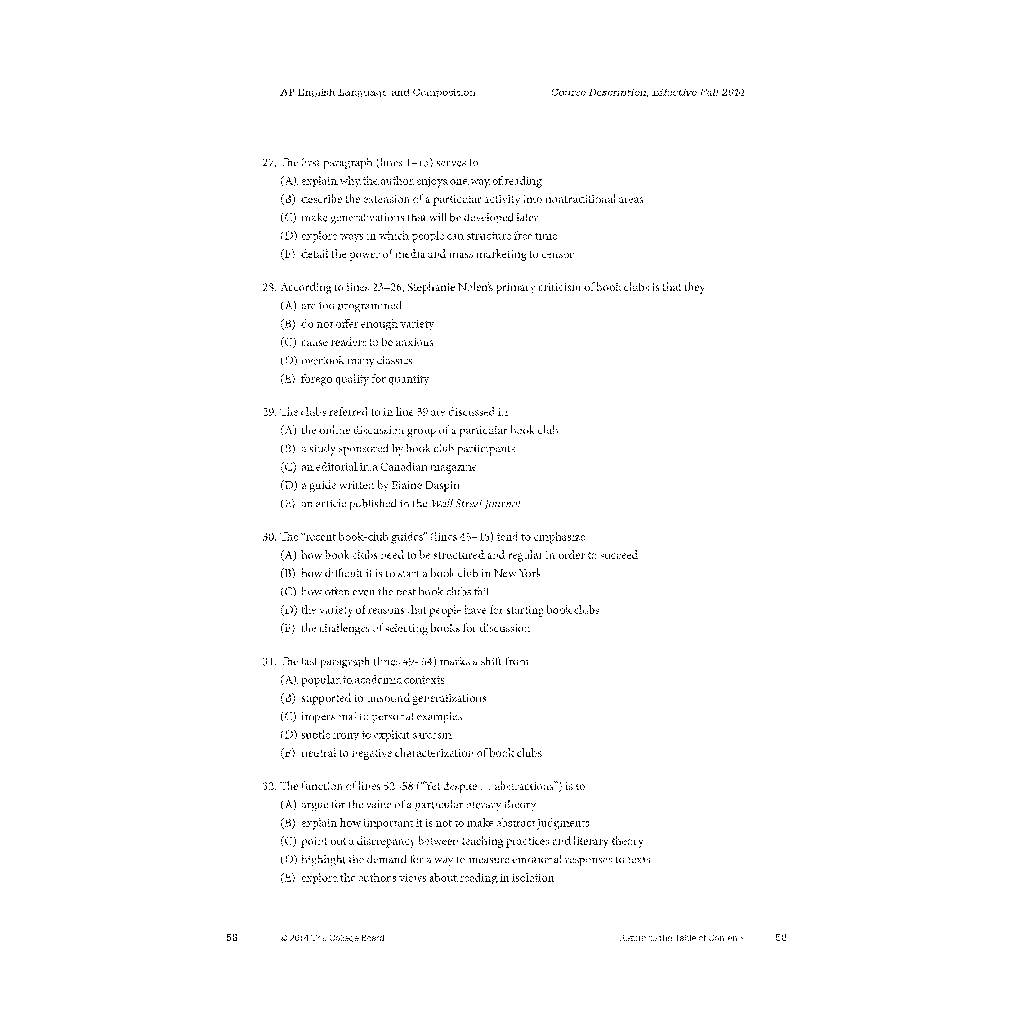 AP English Language and Composition
Course Description, Effective Fall 2014
27. The first paragraph (lines 1–13) serves to
(A) explain why the author enjoys one way of reading
(B) describe the extension of a particular activity into nontraditional areas
(C) make generalizations that will be developed later
(D) explore ways in which people can structure free time
(E) detail the power of media and mass marketing to censor
28. According to lines 23–26, Stephanie Nolen's primary criticism of book clubs is that they
(A) are too programmed
(B) do not offer enough variety
(C) cause readers to be anxious
(D) overlook many classics
(E) forego quality for quantity
29. The clubs referred to in line 39 are discussed in
(A) the online discussion group of a particular book club
(B) a study sponsored by book club participants
(C) an editorial in a Canadian magazine
(D) a guide written by Elaine Daspin
(E) an article published in the Wall Street Journal
30. The “recent book-club guides” (lines) tend to emphasize
(A) how book clubs need to be structured and regular in order to succeed
(B) how difficult it is to start a book club in New York
(C) how often even the best book clubs fail
(D) the variety of reasons that people have for starting book clubs
(E) the challenges of selecting books for discussion
31. The last paragraph (lines 49–64) marks a shift from
(A) popular to academic contexts
(B) supported to unsound generalizations
(C) impersonal to personal examples
(D) subtle irony to explicit sarcasm
(E) neutral to negative characterization of book clubs
32. The function of lines 52–58 (“Yet despite . . . abstractions”) is to
(A) argue for the value of a particular literary theory
(B) explain how important it is not to make abstract judgments
(C) point out a discrepancy between teaching practices and literary theory
(D) highlight the demand for a way to measure emotional responses to texts
(E) explore the author's views about reading in isolation
© 2014 The College Board
Return to the Table of Contents